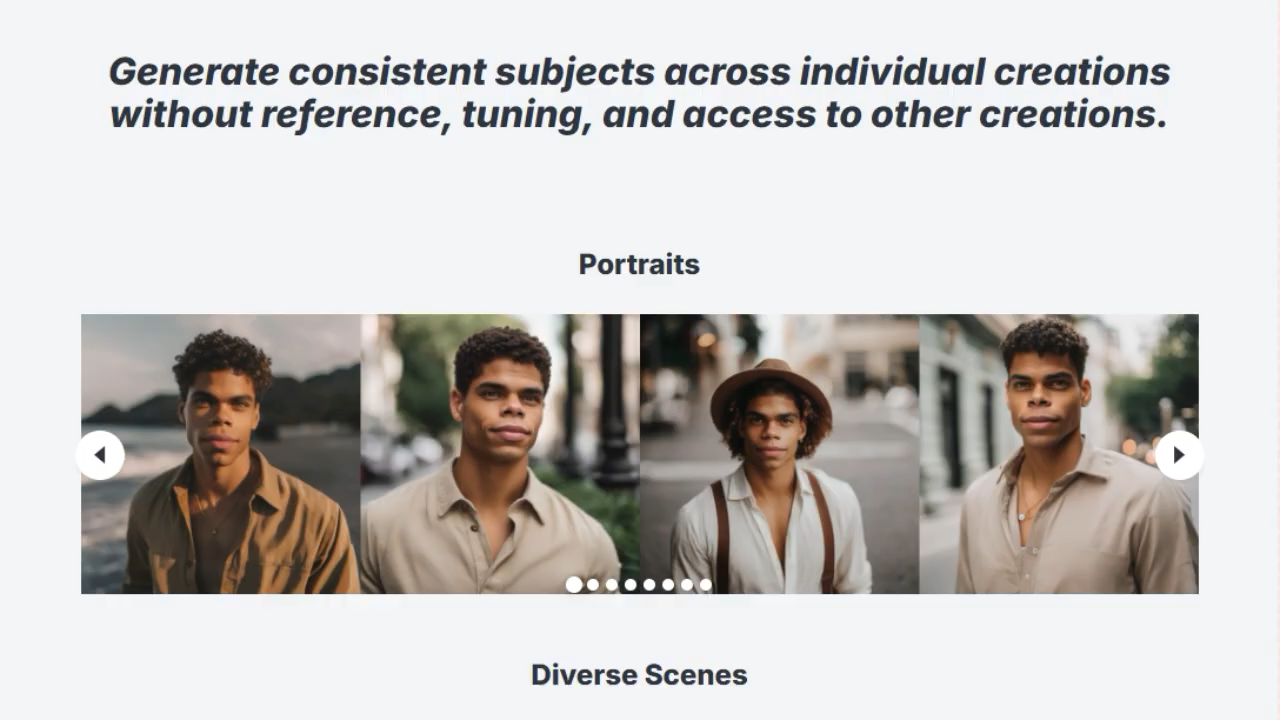 Generate consistent subjects across individual creations
without reference, tuning, and access to other creations.
Portraits
Diverse Scenes